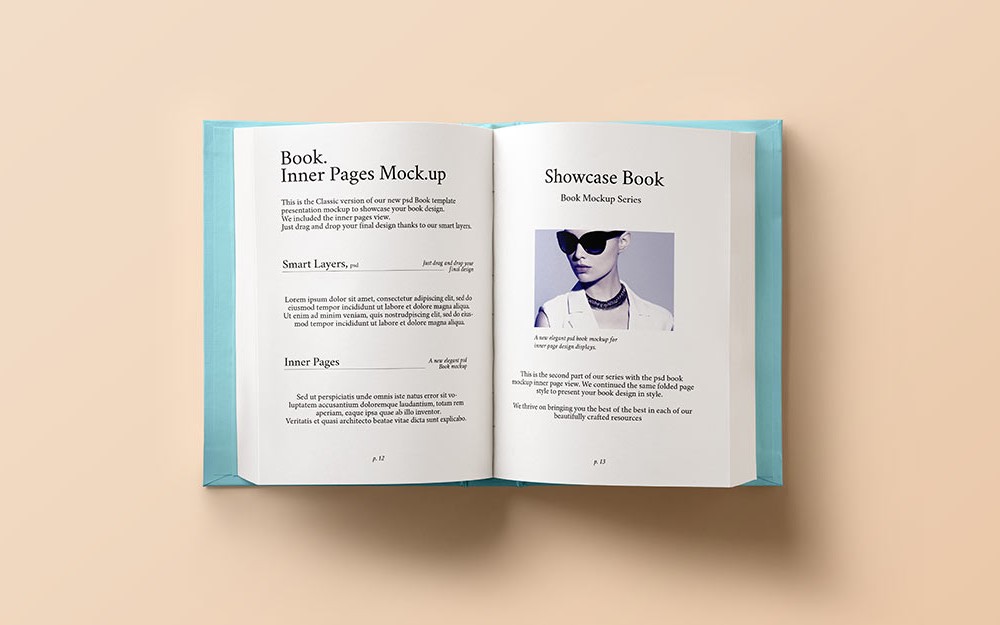 Book.
Inner Pages Mock.up
This is the Classic version of our new psd Book template
presentation mockup to showcase your book design.
We included the inner pages view.
Just drag and drop your final design thanks to our smart layers.
Smart Layers, psd
Just drag and drop your
final design
Lorem ipsum dolor sit amet, consectetur adipiscing elit, sed do
eiusmod tempor incididunt ut labore et dolore magna aliqua.
Ut enim ad minim veniam, quis nostrudpiscing elit, sed do eius-
mod tempor incididunt ut labore et dolore magna aliqua.
Inner Pages
A new elegant psd
Book mockup
Sed ut perspiciatis unde omnis iste natus error sit vo-
luptatem accusantium doloremque laudantium, totam rem
aperiam, eaque ipsa quae ab illo inventor.
Veritatis et quasi architecto beatae vitae dicta sunt explicabo.
p. 12
Showcase Book
Book Mockup Series
A new elegant psd book mockup for
inner page design displays.
This is the second part of our series with the psd book
mockup inner page view. We continued the same folded page
style to present your book design in style.
We thrive on bringing you the best of the best in each of our
beautifully crafted resources
p. 13